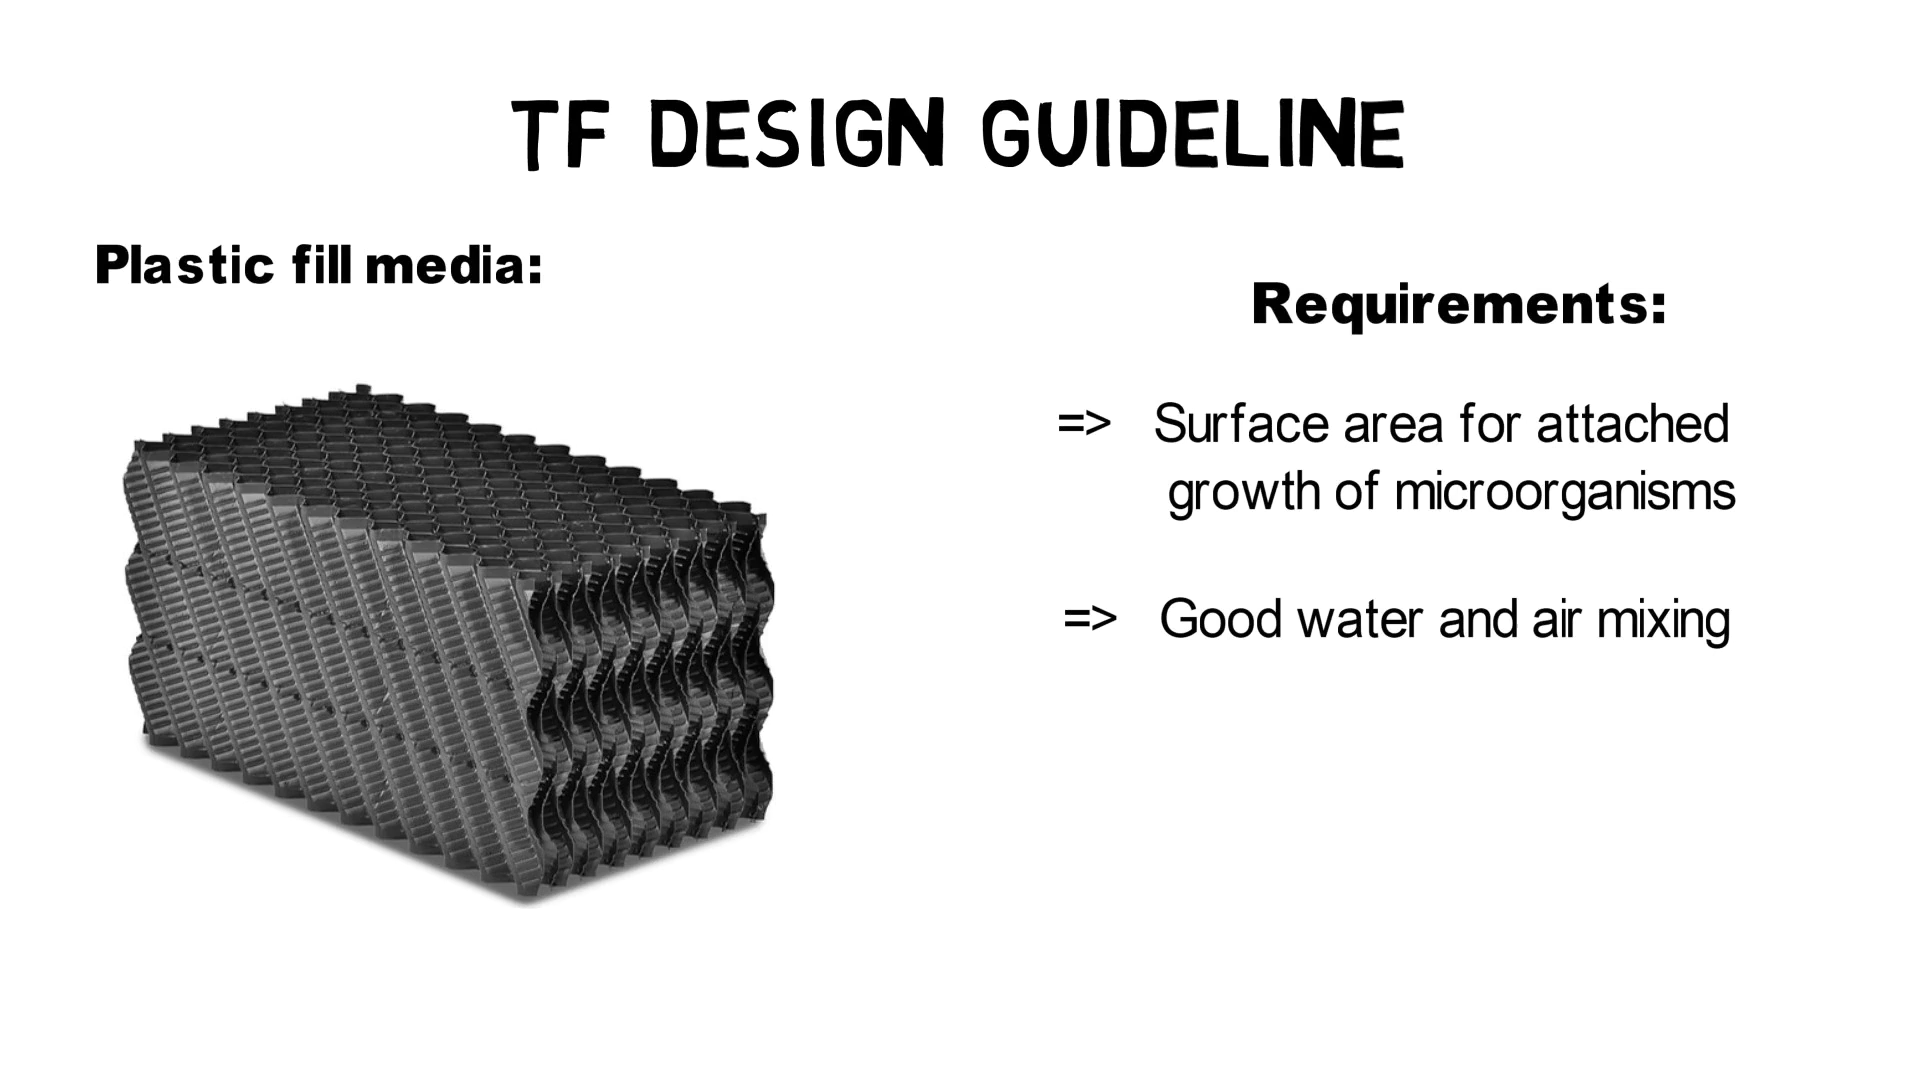 TF DESIGN GUIDELINE
Plastic fill media:
Requirements:
=> Surface area for attached
growth of microorganisms
=> Good water and air mixing